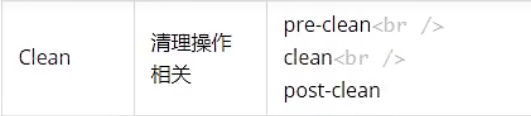 Clean
清理操作
相关
pre-clean<br />
clean<br />
post-clean